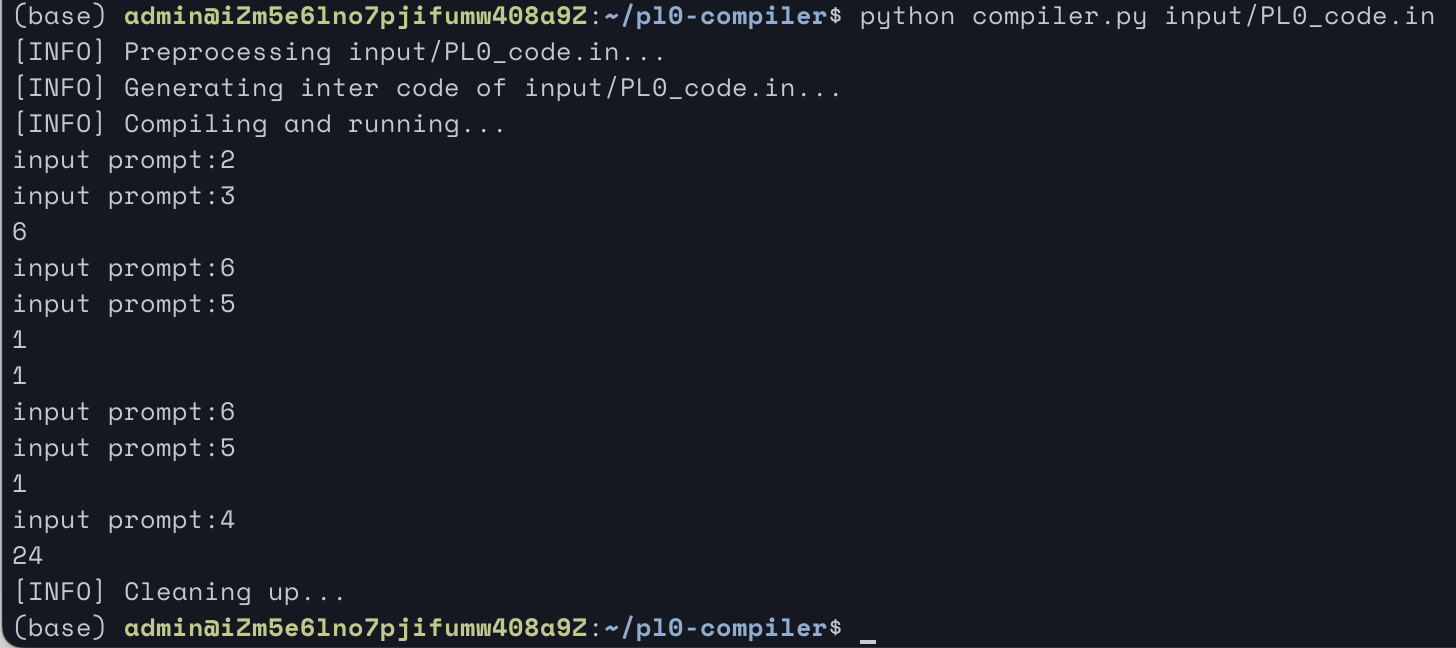 (base) admin@iZm5e6lno7pjifumw408a9Z:~/pl0-compiler$ python compiler.py input/PL0_code.in
[INFO] Preprocessing input/PL0_code.in...
[INFO] Generating inter code of input/PL0_code.in...
[INFO] Compiling and running...
input prompt:2
input prompt:3
6
input prompt:6
input prompt:5
1
1
input prompt:6
input prompt:5
1
input prompt:4
24
[INFO] Cleaning up...
(base) admin@iZm5e6lno7pjifumw408a9Z:~/pl0-compiler$